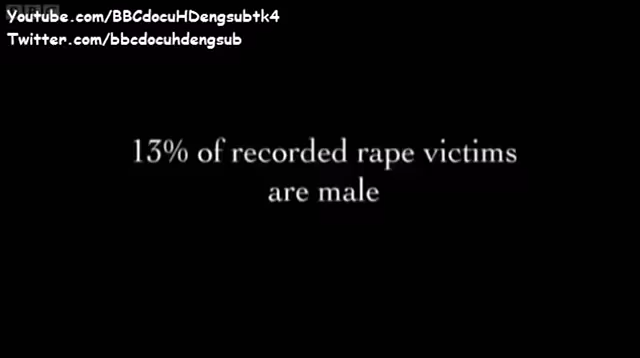 Youtube.com/BBCdocuHDengsubtk4
Twitter.com/bbcdocuhdengsub
13% of recorded rape victims
are male